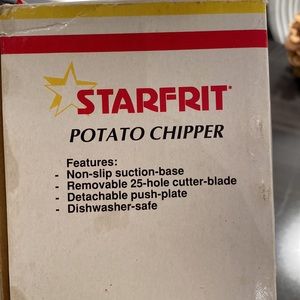 STARFRIT
POTATO CHIPPER
Features:
- Non-slip suction-base
- Removable 25-hole cutter-blade
- Detachable push-plate
- Dishwasher-safe